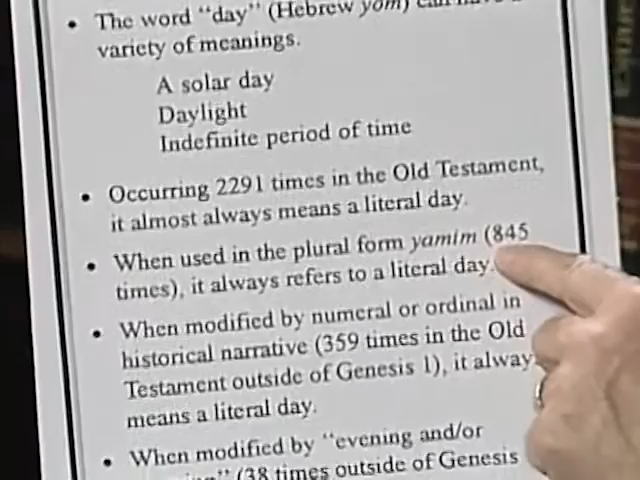 • The word "day" (Hebrew yom) can have a
variety of meanings.
A solar day
Daylight
Indefinite period of time
• Occurring 2291 times in the Old Testament,
it almost always means a literal day.
• When used in the plural form yamim (845
times), it always refers to a literal day.
• When modified by numeral or ordinal in
historical narrative (359 times in the Old
Testament outside of Genesis 1), it alway
means a literal day.
• When modified by "evening and/or
(38 times outside of Genesis